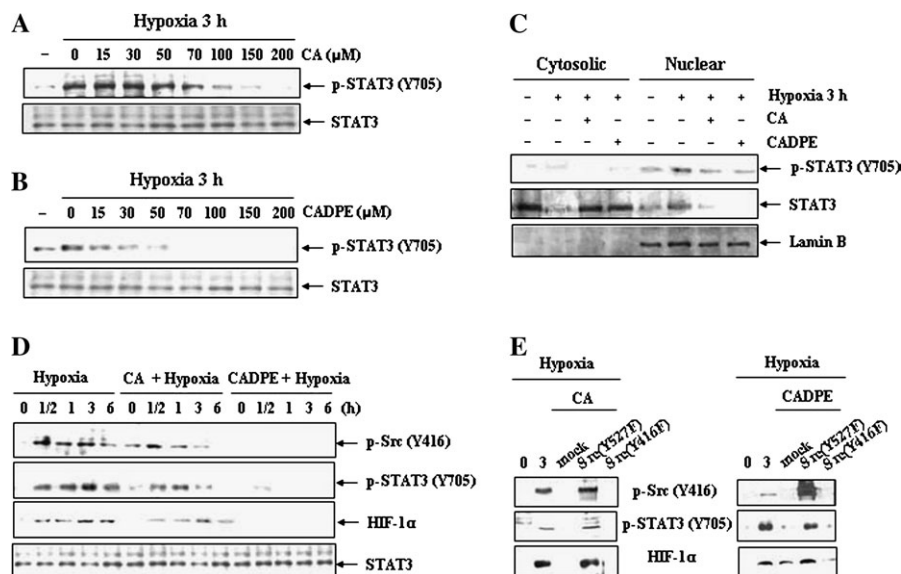 A
Hypoxia 3 h
– 0 15 30 50 70 100 150 200 CA (µM)
p-STAT3 (Y705)
STAT3
B
Hypoxia 3 h
– 0 15 30 50 70 100 150 200 CADPE (µM)
p-STAT3 (Y705)
STAT3
C
Cytosolic Nuclear
– + + + – + + + Hypoxia 3 h
– – + – – – + – CA
– – – + – – – + CADPE
p-STAT3 (Y705)
STAT3
Lamin B
D
Hypoxia CA + Hypoxia CADPE + Hypoxia
0 1/2 1 3 6 0 1/2 1 3 6 0 1/2 1 3 6 (h)
p-Src (Y416)
p-STAT3 (Y705)
HIF-1α
STAT3
E
Hypoxia
CA
0 3 mock Src(Y527F) Src(Y416F)
Hypoxia
CADPE
0 3 mock Src(Y527F) Src(Y416F)
p-Src (Y416)
p-STAT3 (Y705)
HIF-1α